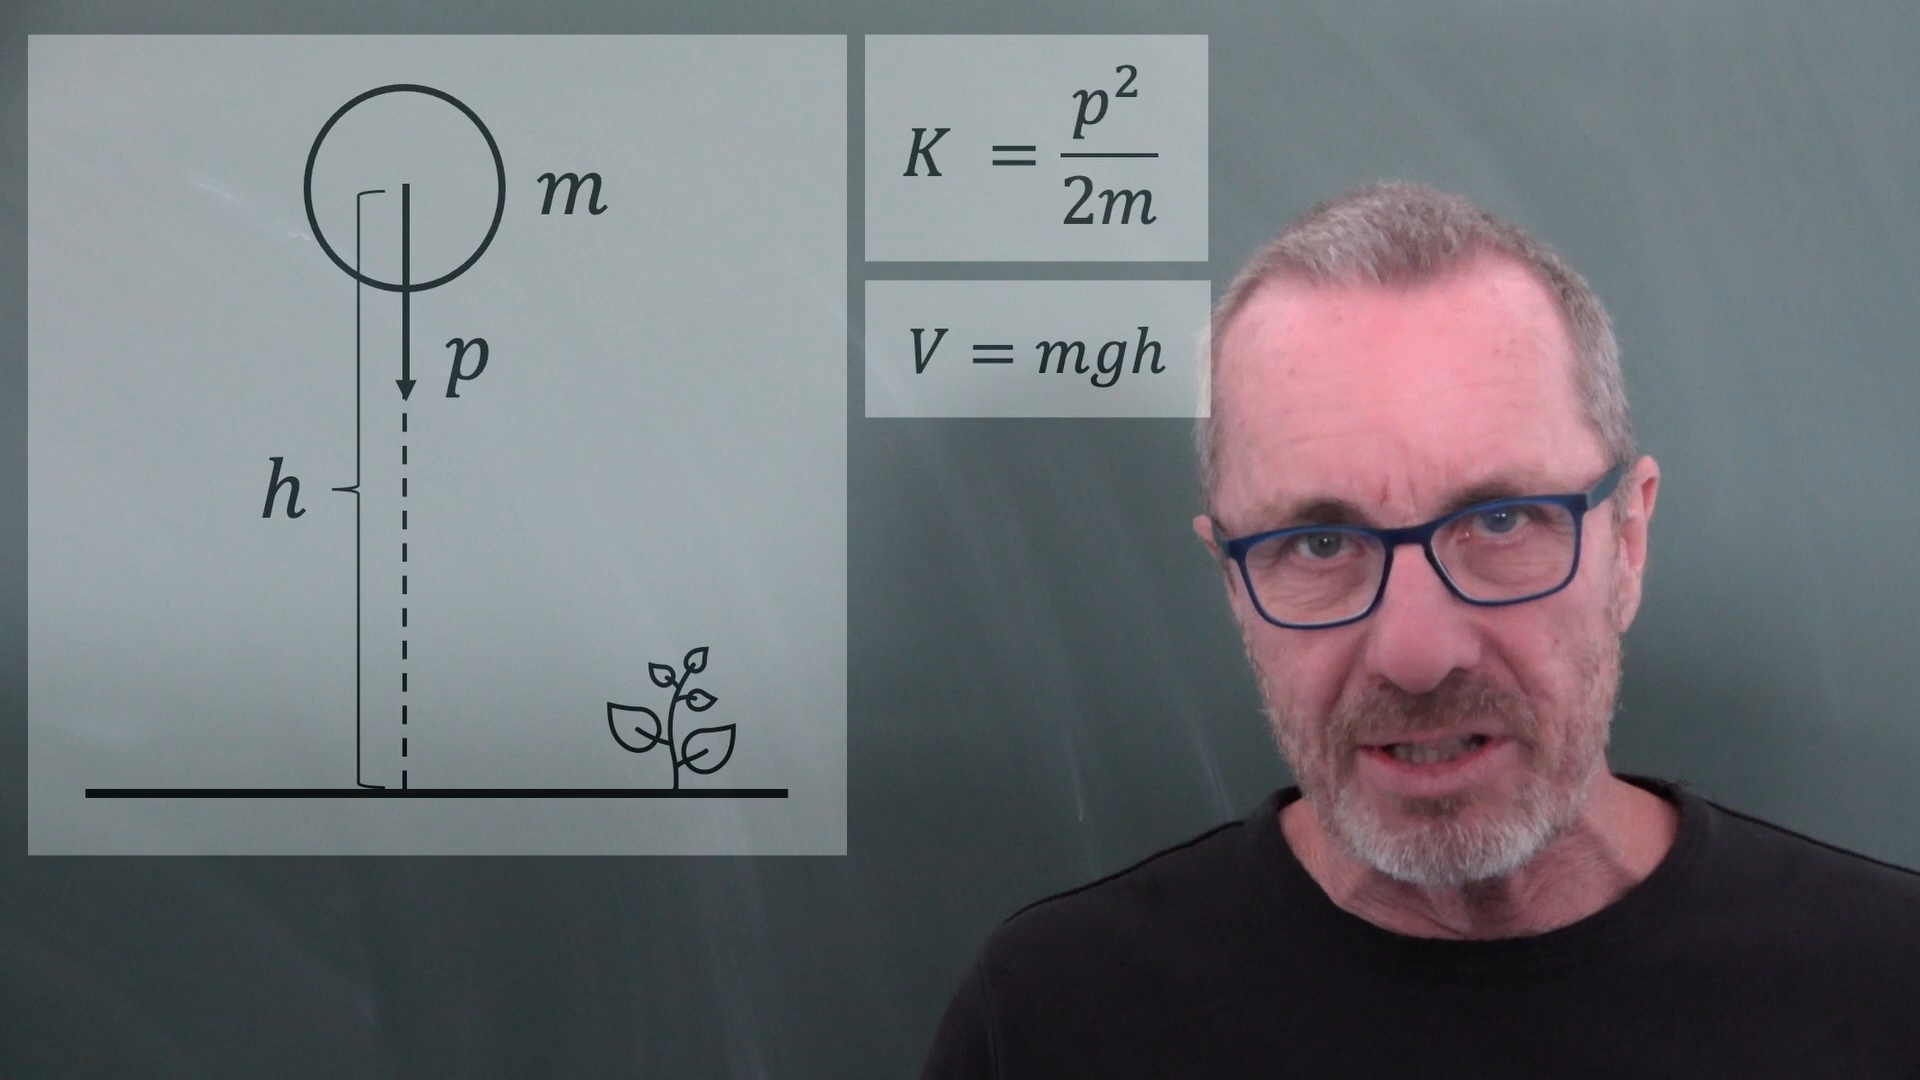 m
p
h
K = p²/2m
V = mgh